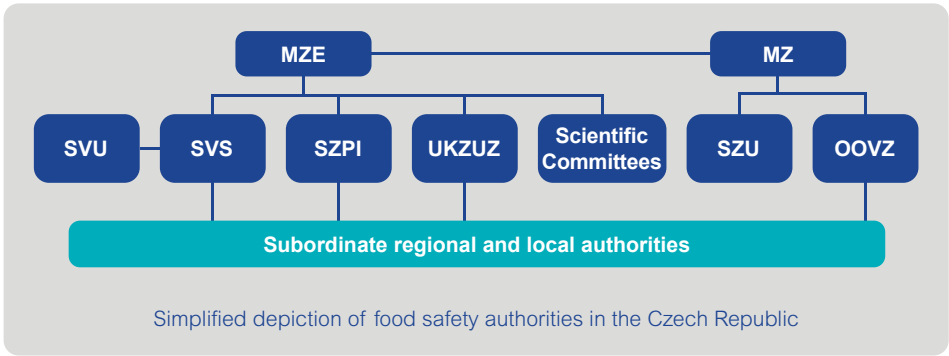 MZE
MZ
SVU
SVS
SZPI
UKZUZ
Scientific
Committees
SZU
OOVZ
Subordinate regional and local authorities
Simplified depiction of food safety authorities in the Czech Republic